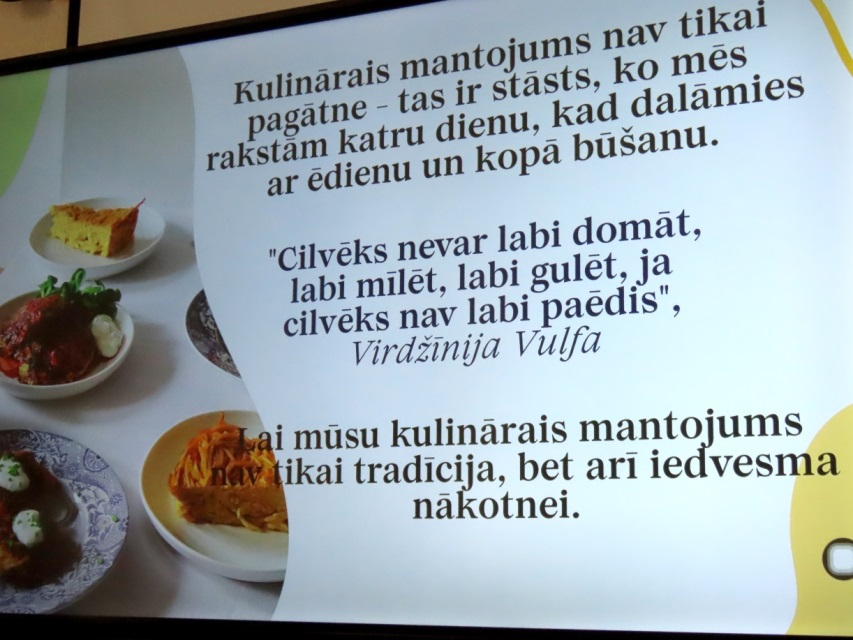 Kulinārais mantojums nav tikai
pagātne - tas ir stāsts, ko mēs
rakstām katru dienu, kad dalāmies
ar ēdienu un kopā būšanu.
"Cilvēks nevar labi domāt,
labi mīlēt, labi gulēt, ja
cilvēks nav labi paēdis",
Virdžīnija Vulfa
Lai mūsu kulinārais mantojums
nav tikai tradīcija, bet arī iedvesma
nākotnei.